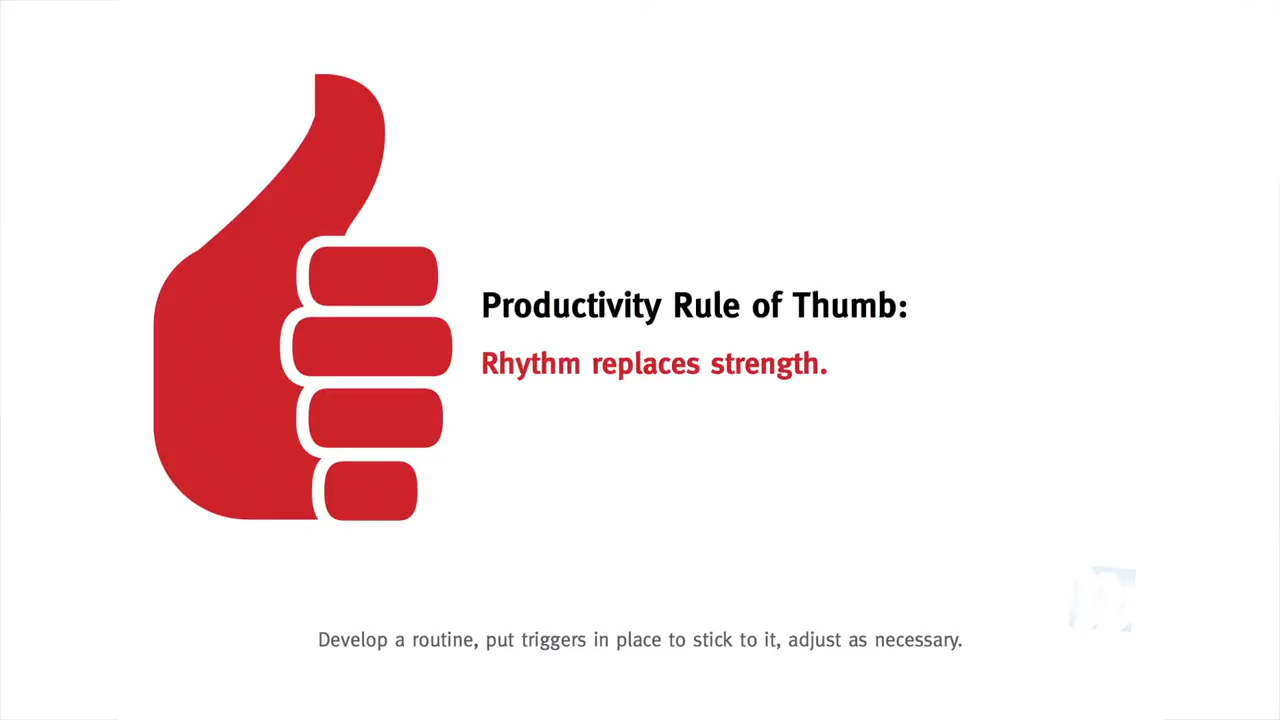 Productivity Rule of Thumb:
Rhythm replaces strength.
Develop a routine, put triggers in place to stick to it, adjust as necessary.